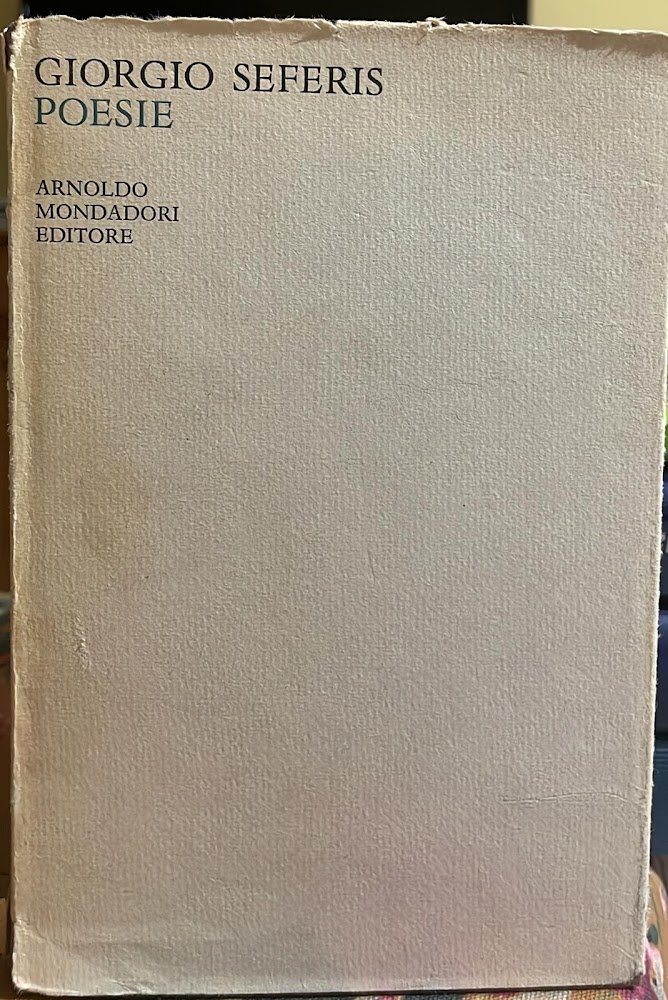 GIORGIO SEFERIS
POESIE
ARNOLDO
MONDADORI
EDITORE